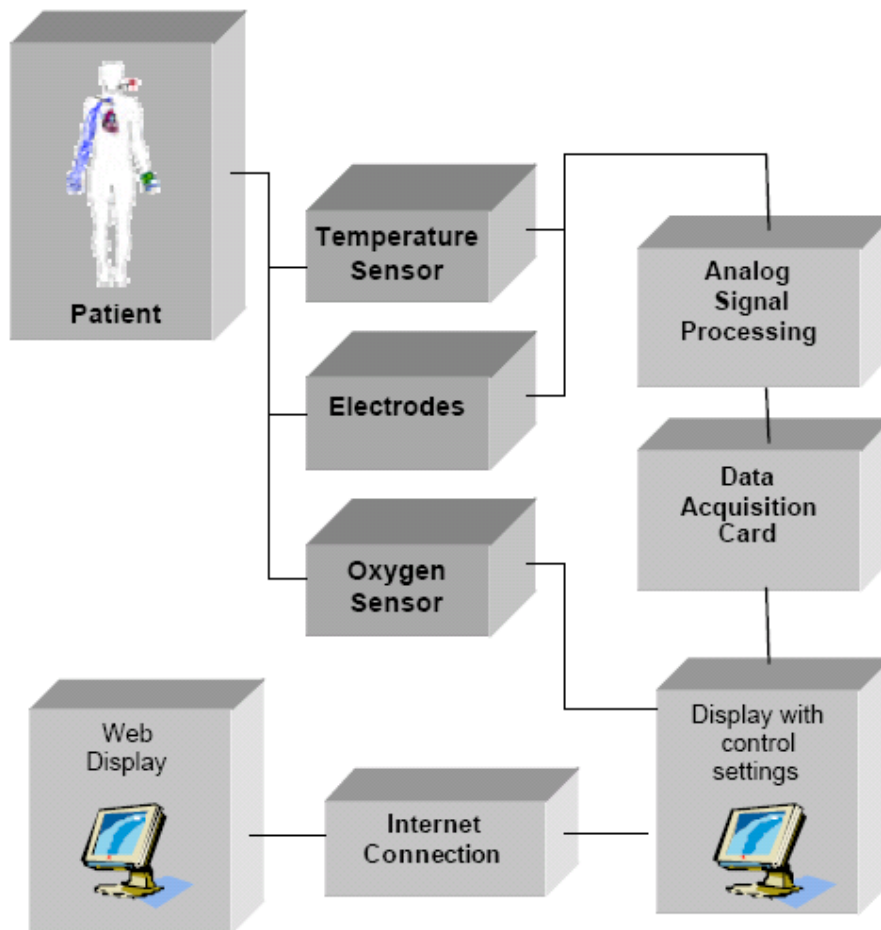 Patient
Temperature
Sensor
Electrodes
Oxygen
Sensor
Analog
Signal
Processing
Data
Acquisition
Card
Display with
control
settings
Internet
Connection
Web
Display